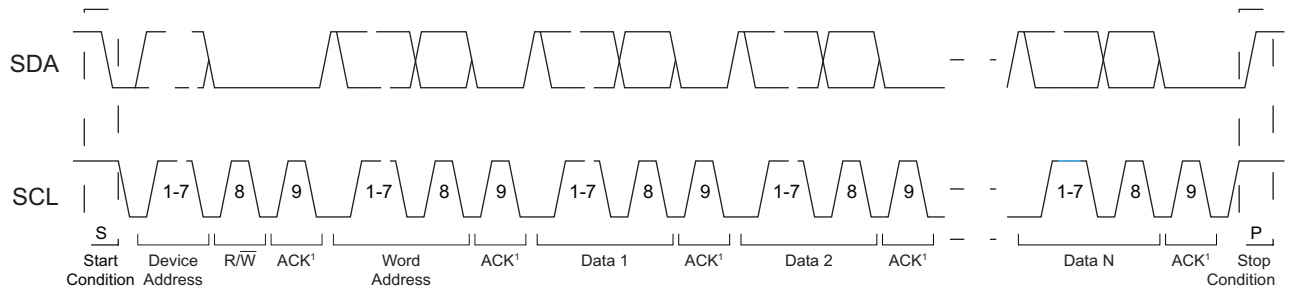 SDA
SCL
1-7 8 9 1-7 8 9 1-7 8 9 1-7 8 9 1-7 8 9
S P
Start Condition
Device Address
R/W̅
ACK¹
Word Address
ACK¹
Data 1
ACK¹
Data 2
ACK¹
Data N
ACK¹
Stop Condition